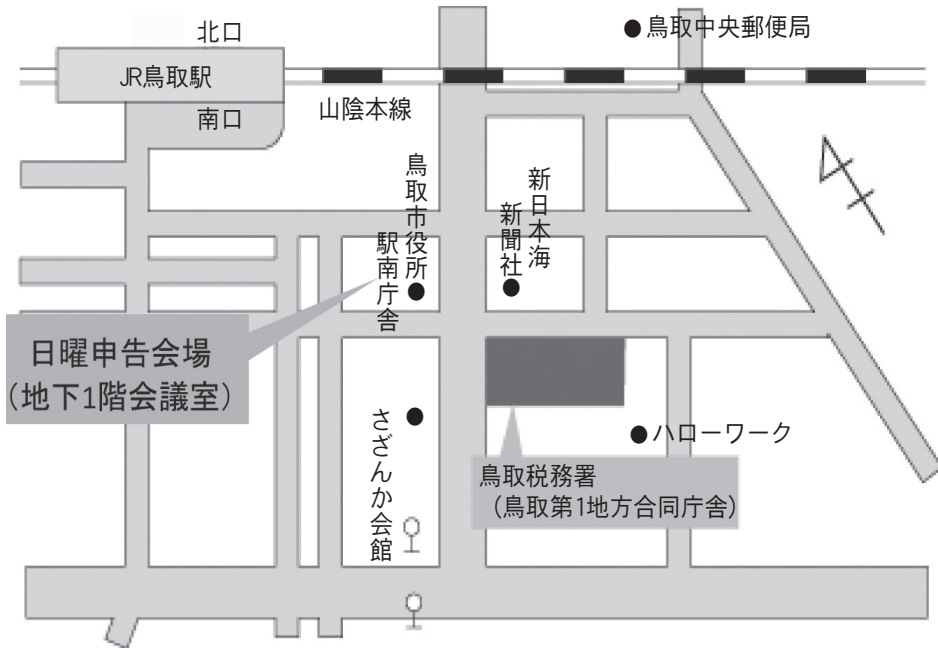 北口
鳥取中央郵便局
JR鳥取駅
南口
山陰本線
鳥取市役所
駅南庁舎
新日本海
新聞社
日曜申告会場
（地下1階会議室）
さざんか会館
ハローワーク
鳥取税務署
（鳥取第1地方合同庁舎）